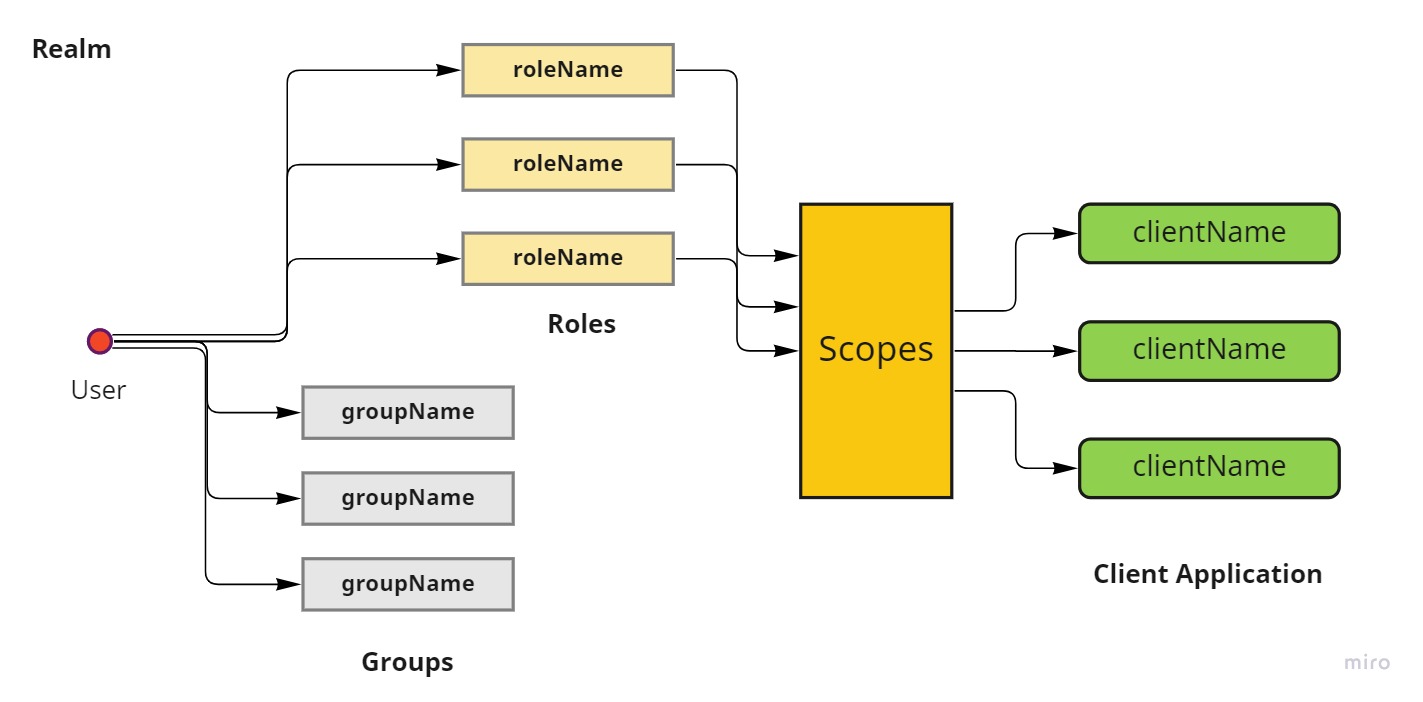 Realm
roleName
roleName
roleName
Roles
User
groupName
groupName
groupName
Groups
Scopes
clientName
clientName
clientName
Client Application
miro